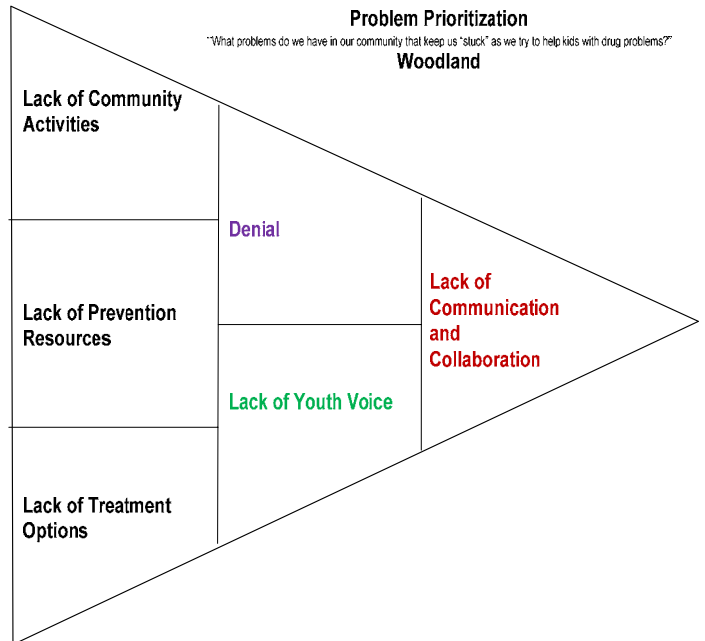 Problem Prioritization
"“What problems do we have in our community that keep us “stuck” as we try to help kids with drug problems?”
Woodland
Lack of Community
Activities
Denial
Lack of Prevention
Resources
Lack of
Communication
and
Collaboration
Lack of Youth Voice
Lack of Treatment
Options